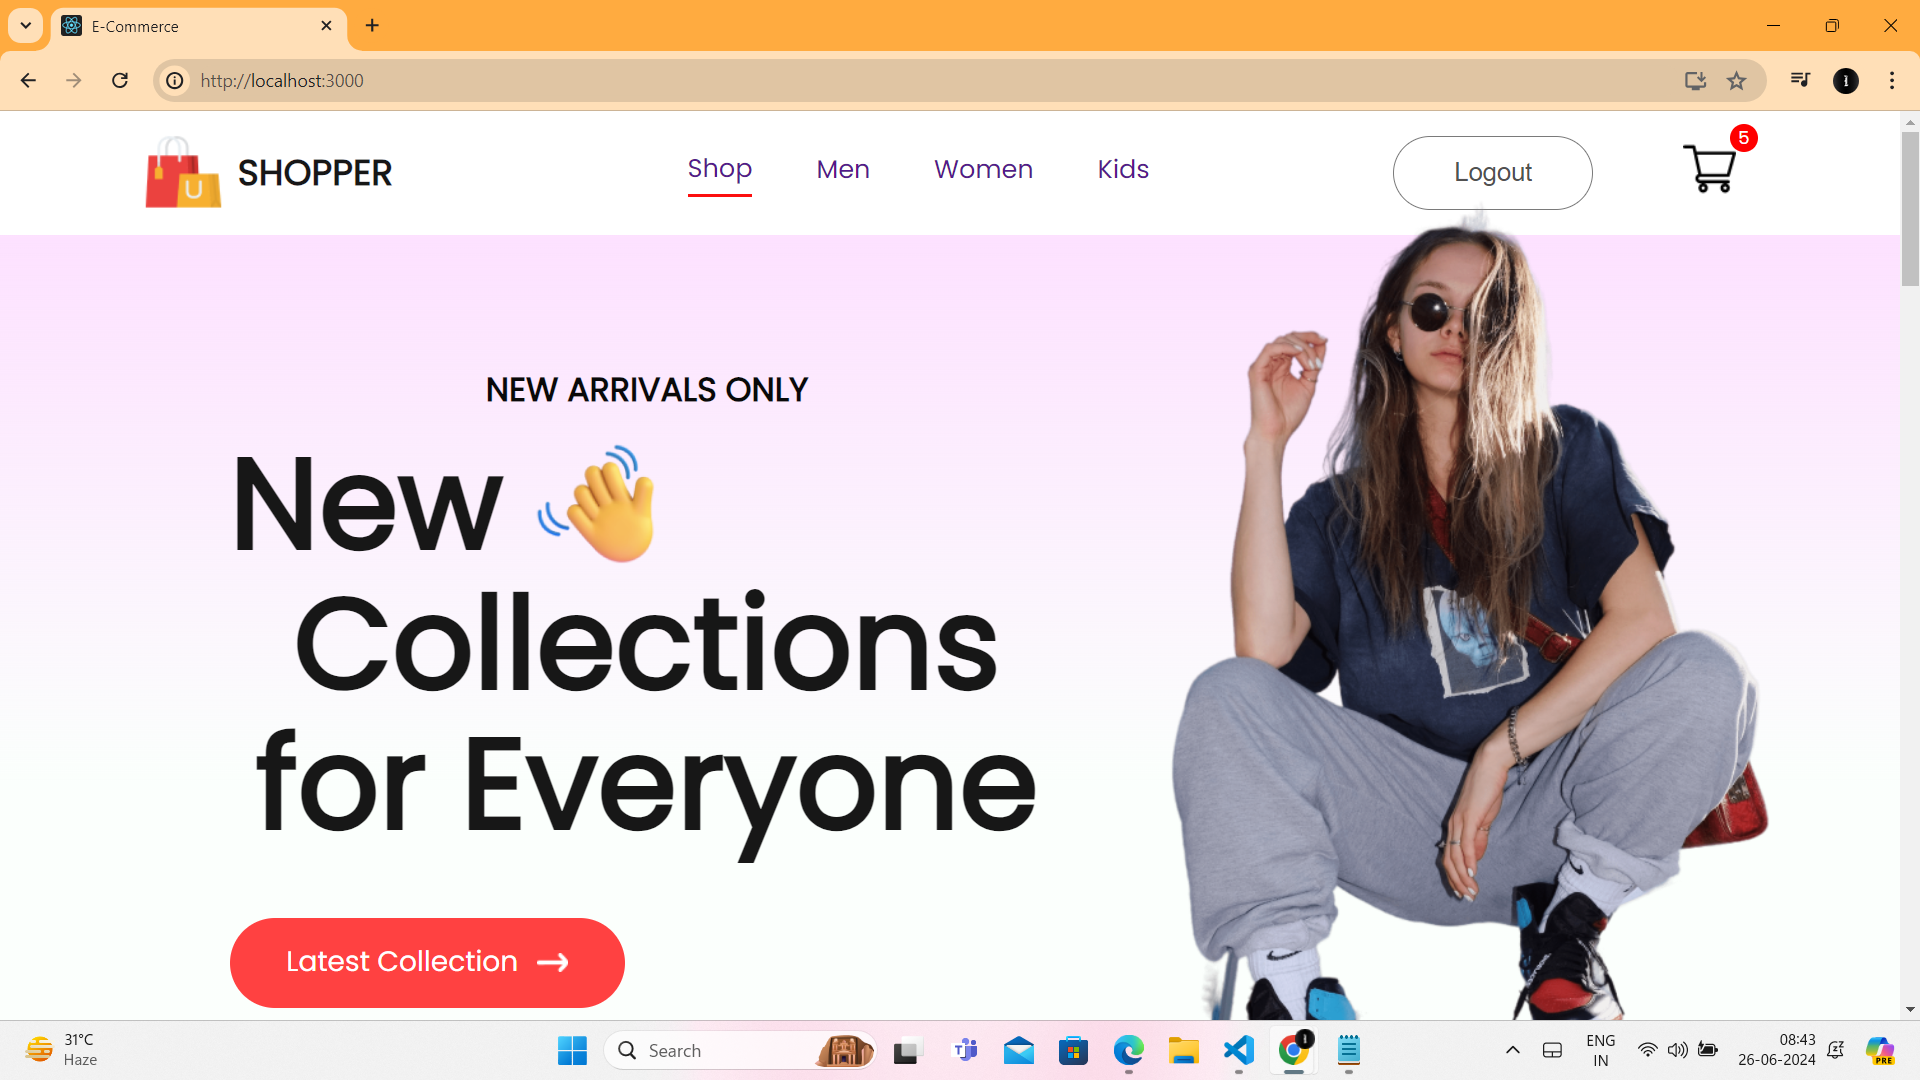 E-Commerce
http://localhost:3000
SHOPPER
Shop
Men
Women
Kids
Logout
5
NEW ARRIVALS ONLY
New
Collections
for Everyone
Latest Collection
31°C
Haze
Search
ENG
IN
08:43
26-06-2024
PRE